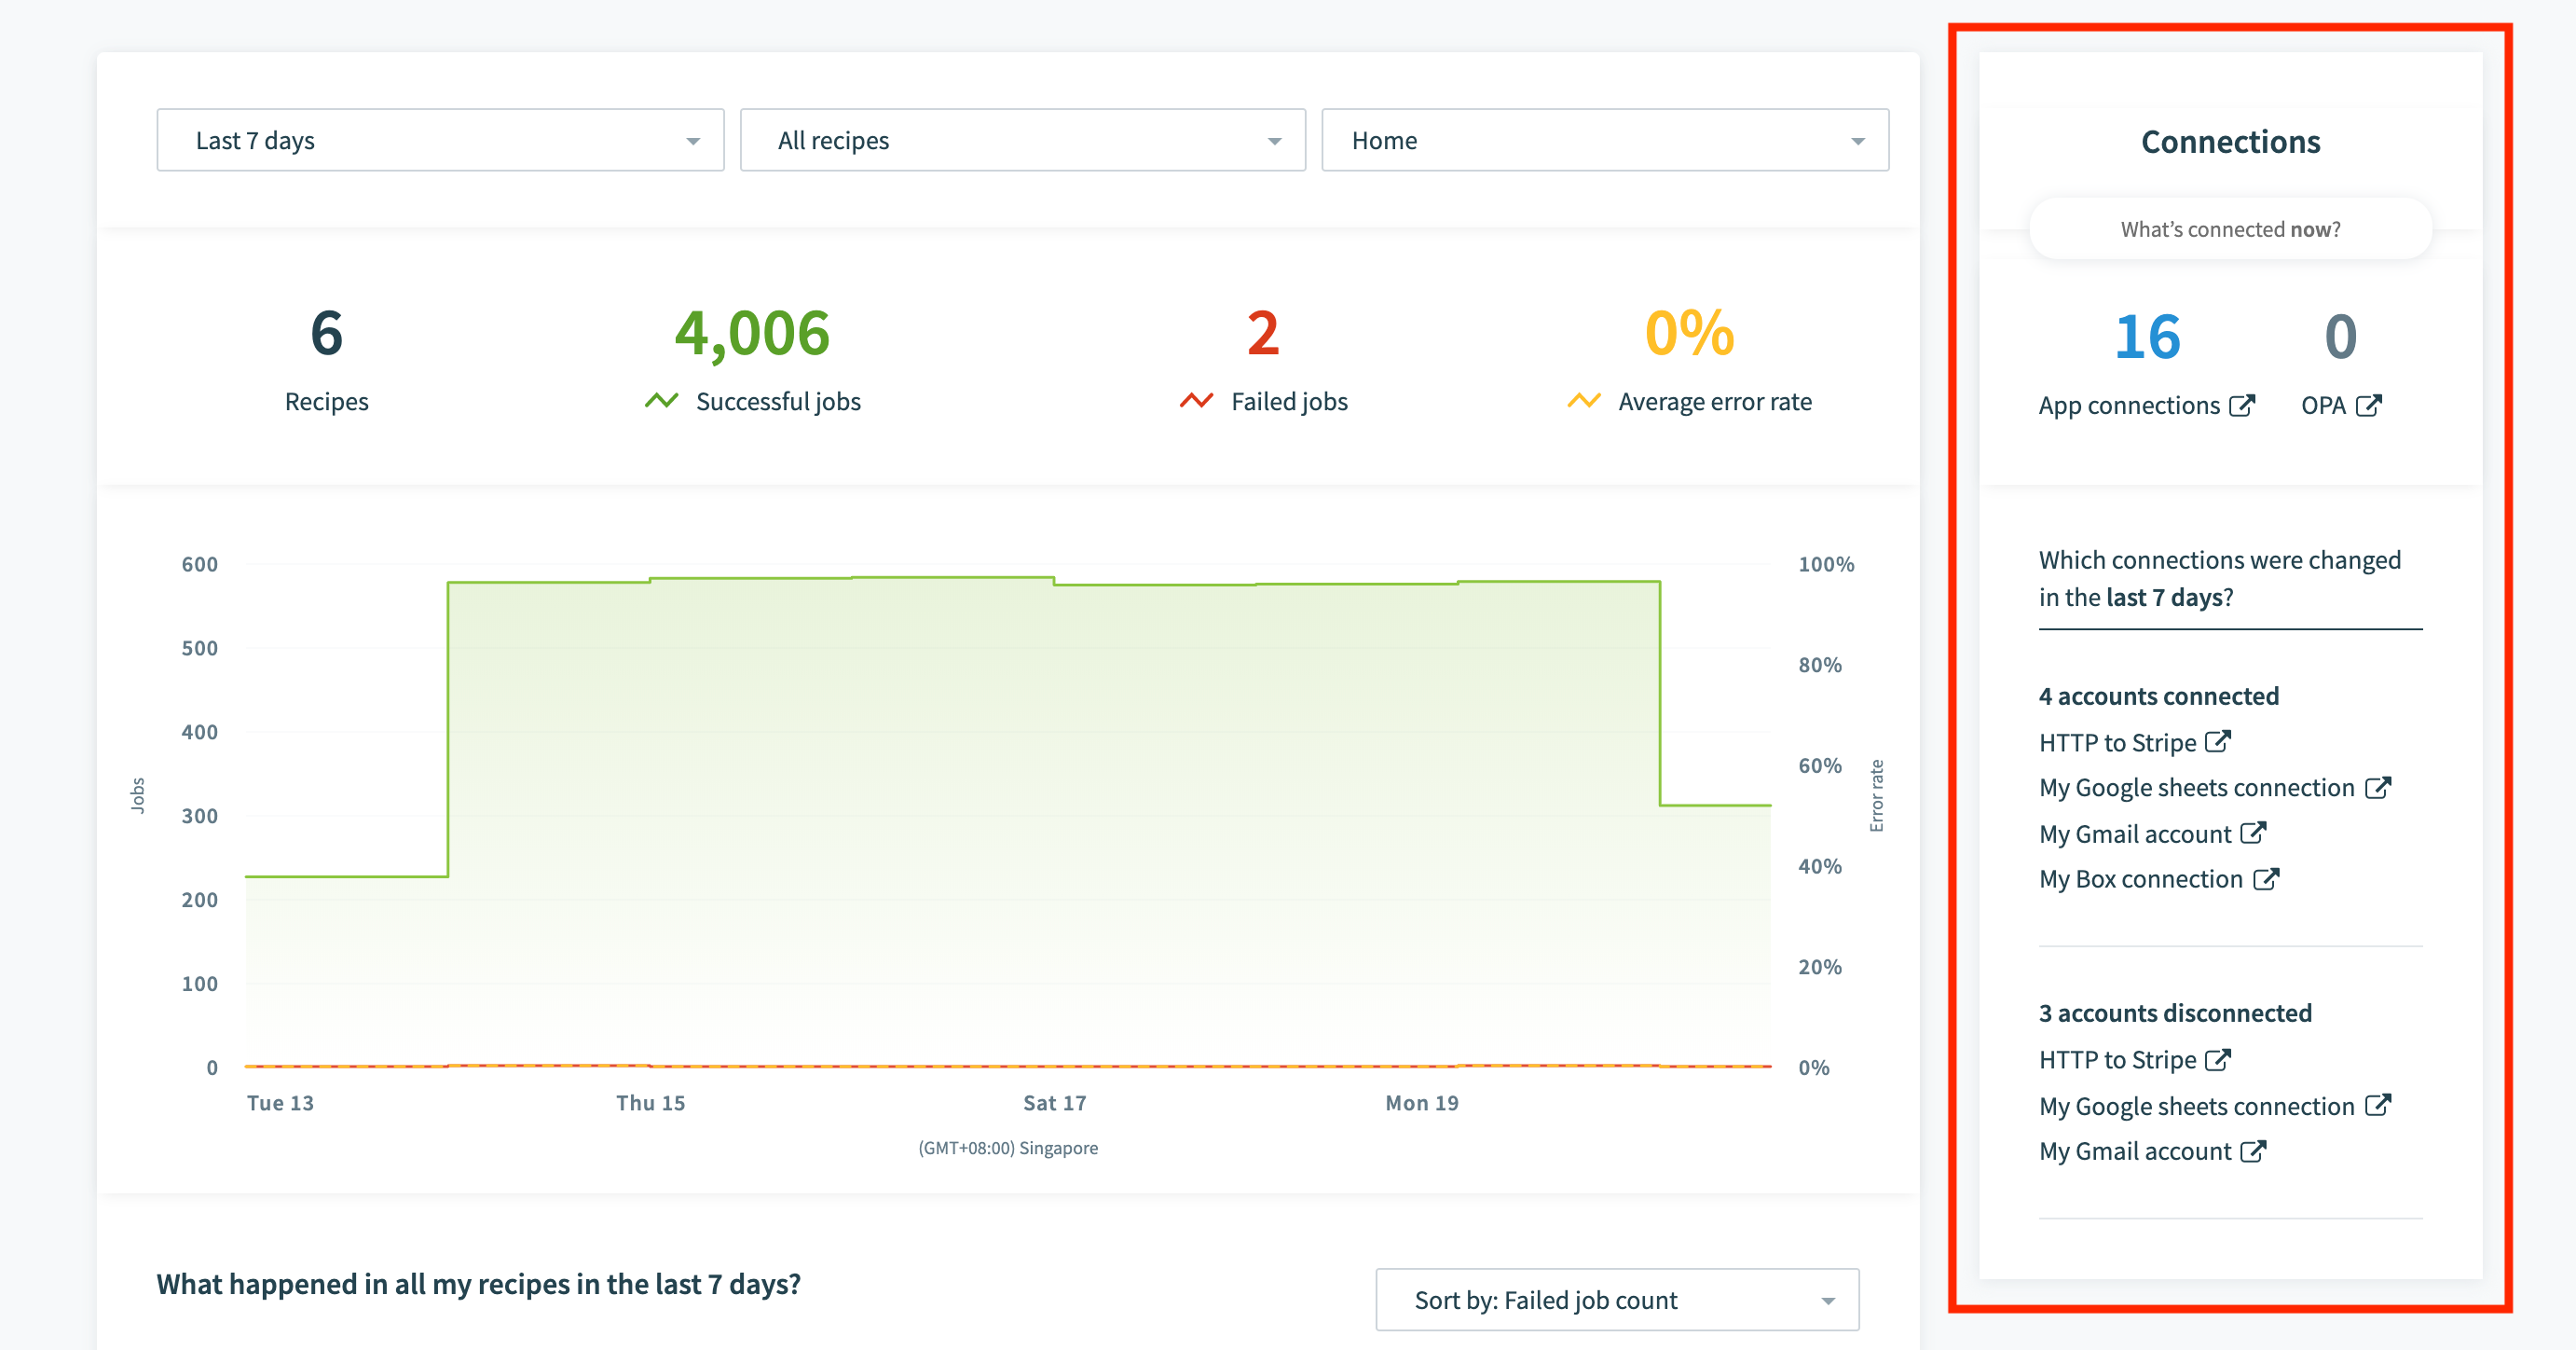 Last 7 days
All recipes
Home
6
Recipes
4,006
Successful jobs
2
Failed jobs
0%
Average error rate
600
500
400
300
200
100
0
Jobs
100%
80%
60%
40%
20%
0%
Error rate
Tue 13
Thu 15
Sat 17
Mon 19
(GMT+08:00) Singapore
What happened in all my recipes in the last 7 days?
Sort by: Failed job count
Connections
What’s connected now?
16
App connections
0
OPA
Which connections were changed
in the last 7 days?
4 accounts connected
HTTP to Stripe
My Google sheets connection
My Gmail account
My Box connection
3 accounts disconnected
HTTP to Stripe
My Google sheets connection
My Gmail account